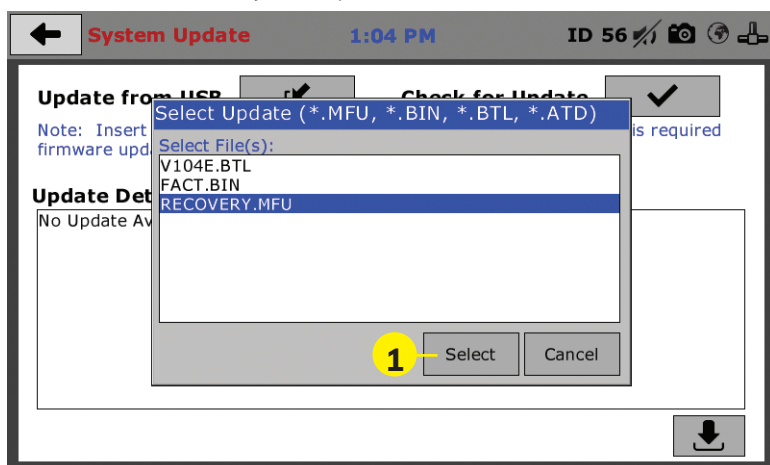 System Update 1:04 PM ID 56
Update from USB Check for Update
Select Update (*.MFU, *.BIN, *.BTL, *.ATD)
Note: Insert is required
firmware upd
Select File(s):
V104E.BTL
FACT.BIN
RECOVERY.MFU
Update Det
No Update Av
1 Select Cancel